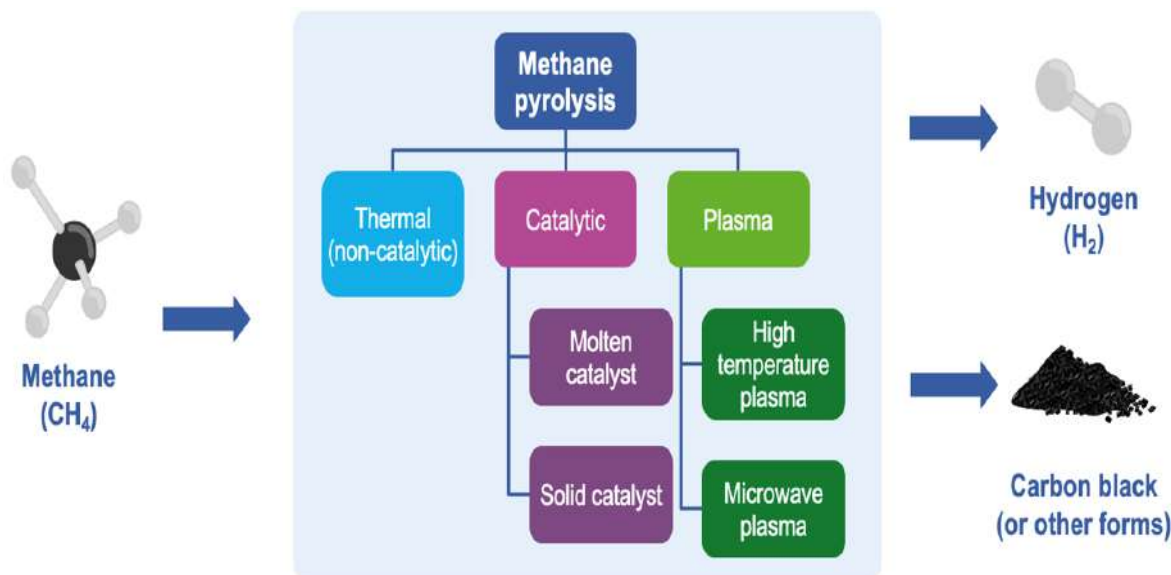 Methane
pyrolysis
Thermal
(non-catalytic)
Catalytic
Plasma
Molten
catalyst
High
temperature
plasma
Solid catalyst
Microwave
plasma
Methane
(CH₄)
Hydrogen
(H₂)
Carbon black
(or other forms)